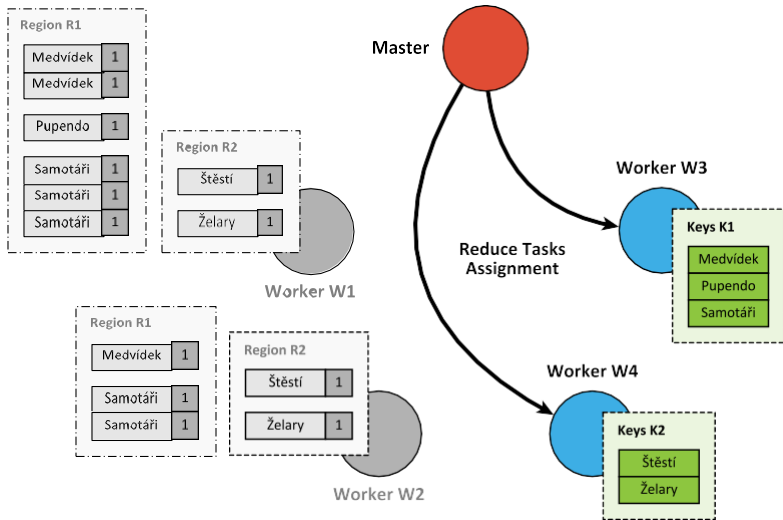 Region R1
Medvídek 1
Medvídek 1
Pupendo 1
Samotáři 1
Samotáři 1
Samotáři 1
Region R2
Štěstí 1
Želary 1
Worker W1
Region R1
Medvídek 1
Samotáři 1
Samotáři 1
Region R2
Štěstí 1
Želary 1
Worker W2
Master
Reduce Tasks
Assignment
Worker W3
Keys K1
Medvídek
Pupendo
Samotáři
Worker W4
Keys K2
Štěstí
Želary